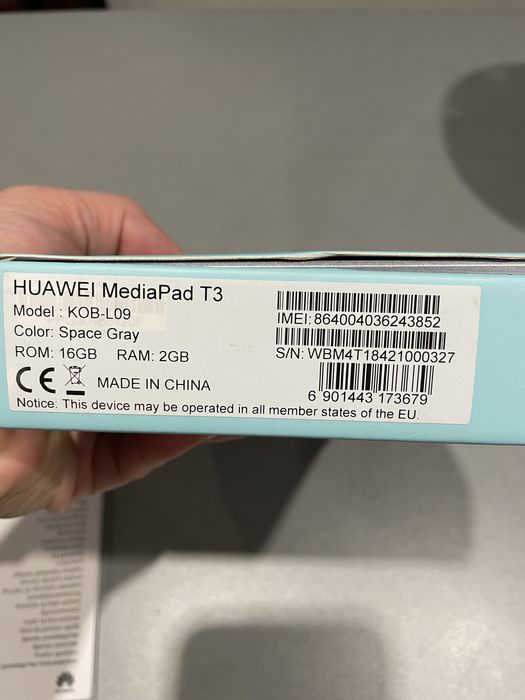 HUAWEI MediaPad T3
Model : KOB-L09
Color: Space Gray
ROM: 16GB RAM: 2GB
CE MADE IN CHINA
Notice: This device may be operated in all member states of the EU.
IMEI: 864004036243852
S/N: WBM4T18421000327
6 901443 173679